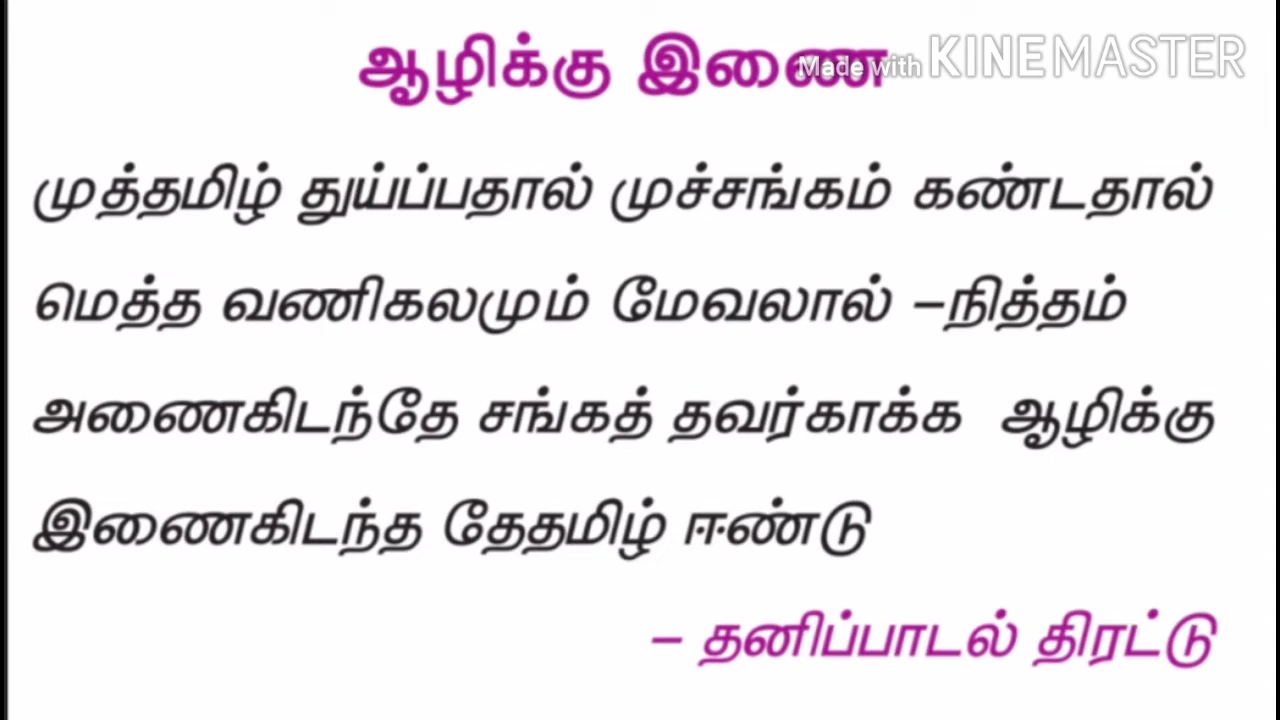 ஆழிக்கு இணை
Made with KINEMASTER
முத்தமிழ் துய்ப்பதால் முச்சங்கம் கண்டதால்
மெத்த வணிகலமும் மேவலால் –நித்தம்
அணைகிடந்தே சங்கத் தவர்காக்க ஆழிக்கு
இணைகிடந்த தேதமிழ் ஈண்டு
– தனிப்பாடல் திரட்டு